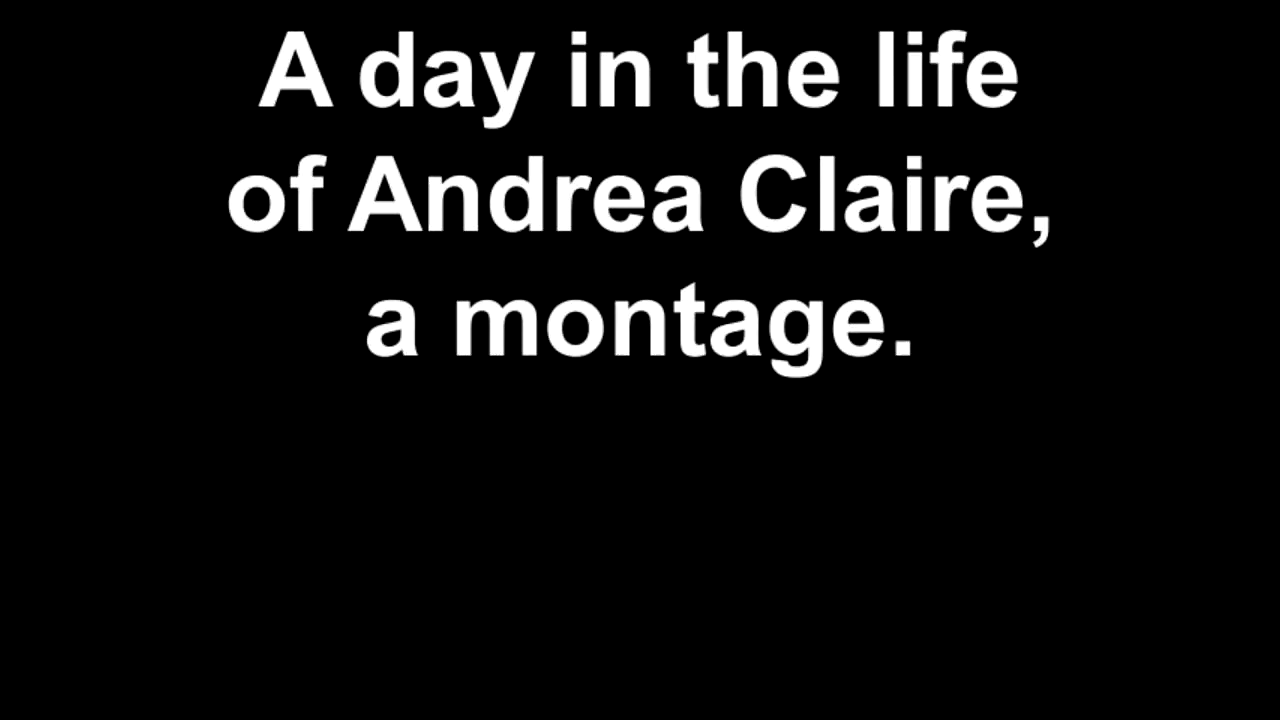 A day in the life
of Andrea Claire,
a montage.